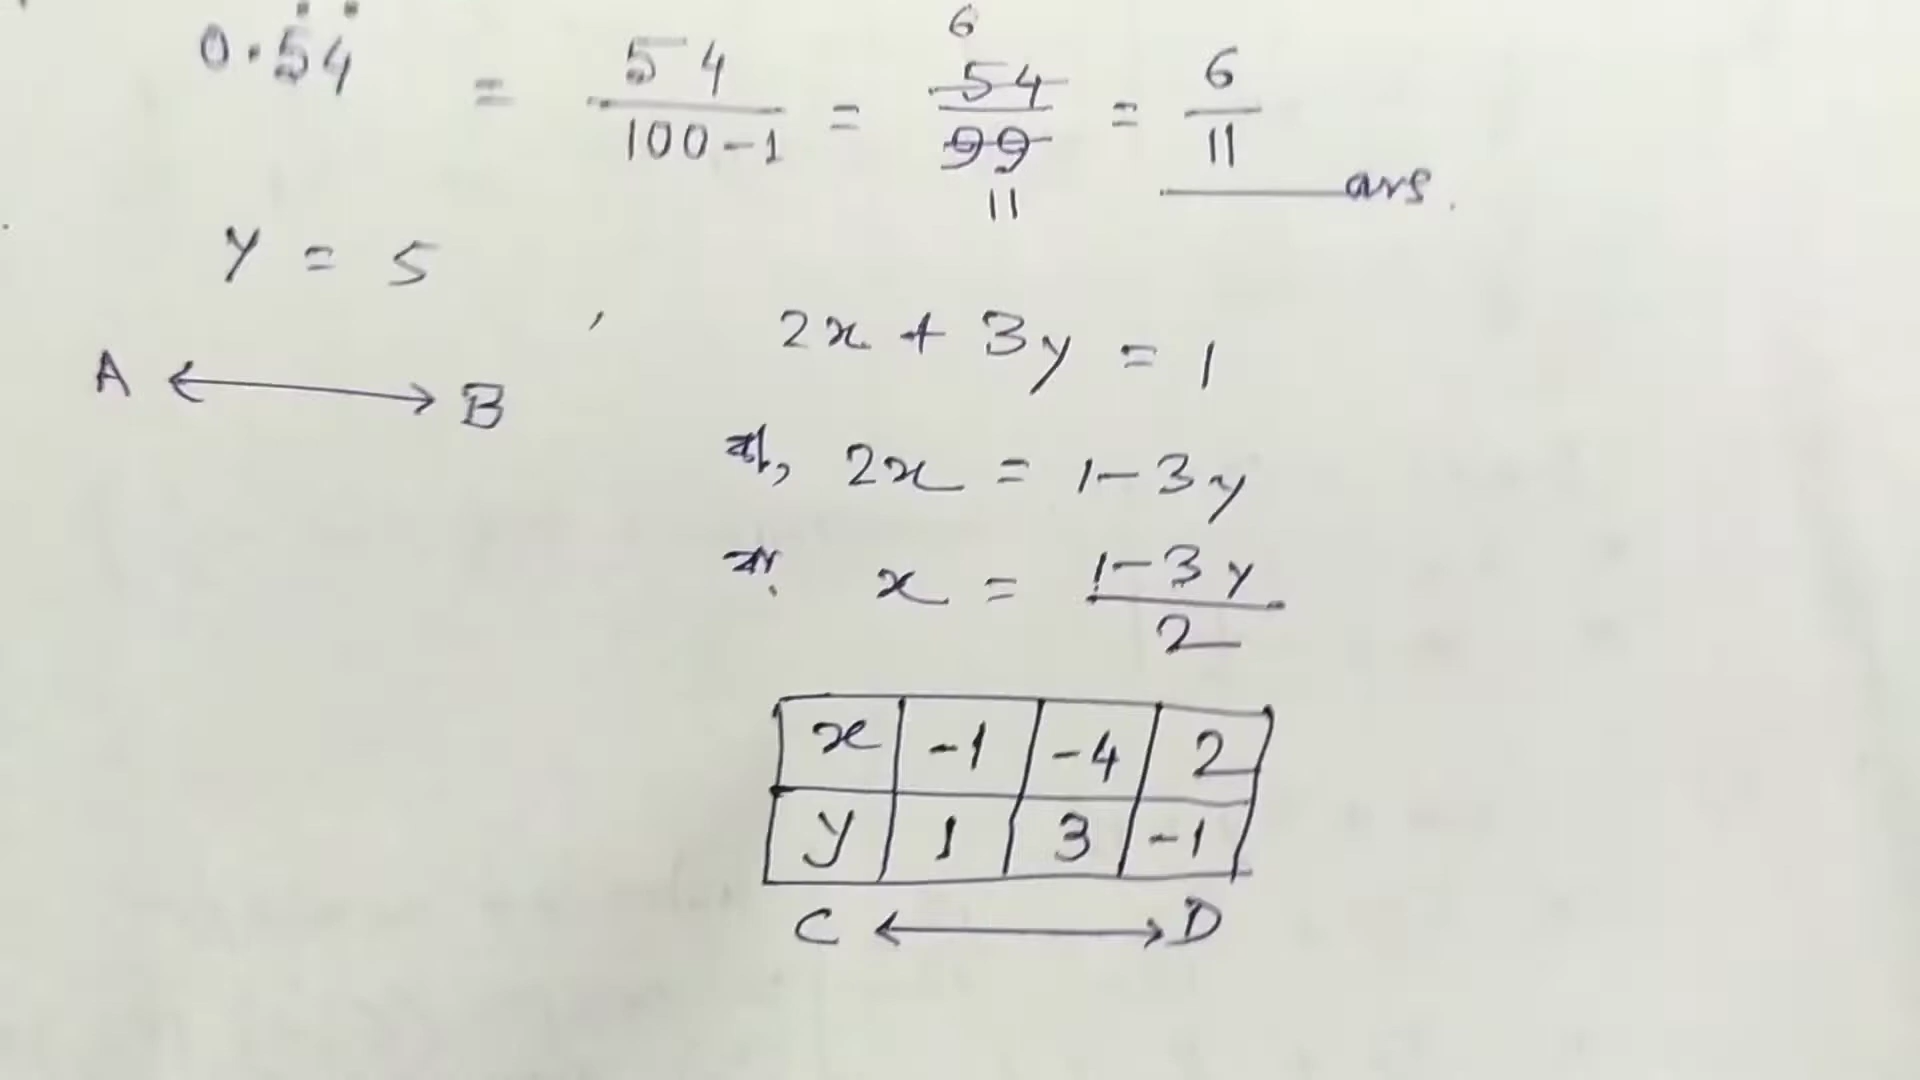 0.5̇4̇ = 54/(100-1) = 54/99 = 6/11 ans.
6
11
y = 5 ,
2x + 3y = 1
A ↔ B
বা, 2x = 1-3y
বা, x = (1-3y)/2
x -1 -4 2
y 1 3 -1
C ↔ D